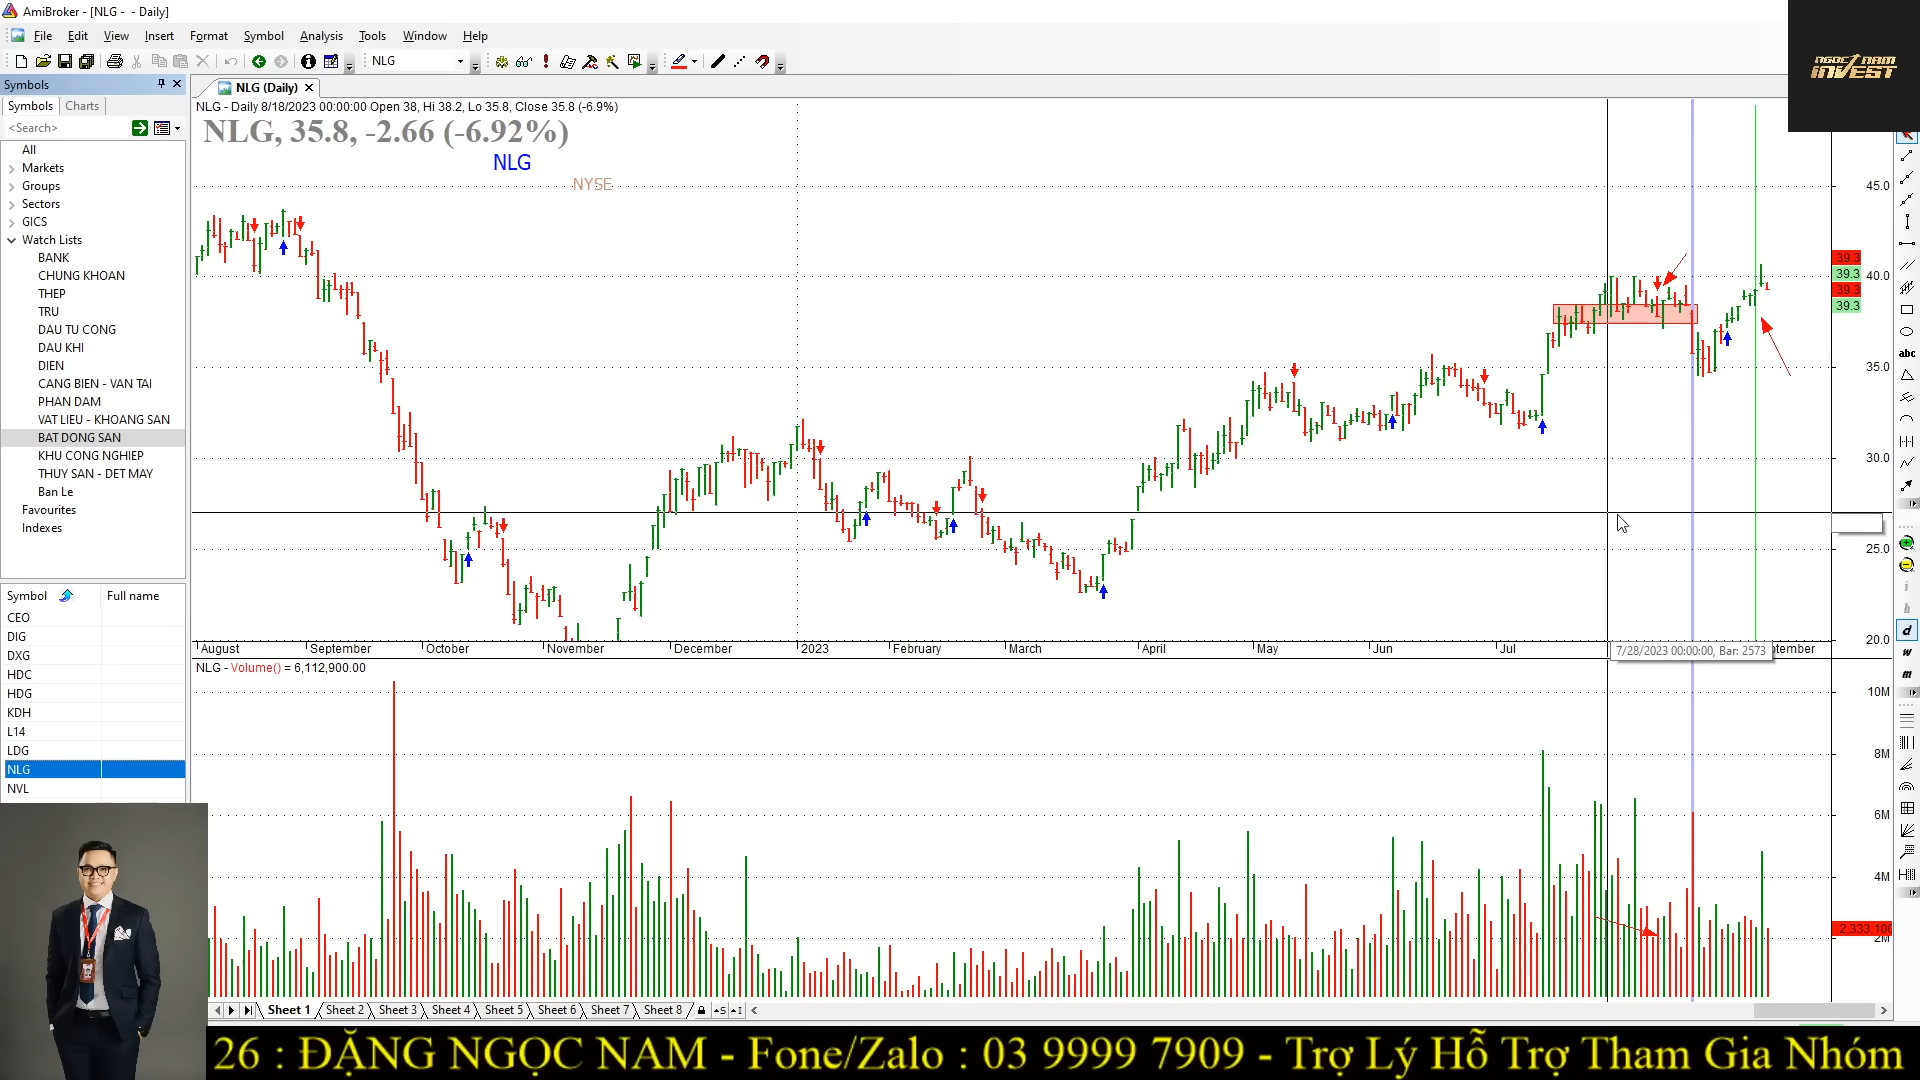 AmiBroker - [NLG - - Daily]
File Edit View Insert Format Symbol Analysis Tools Window Help
NLG
NGOC NAM
INVEST
Symbols
NLG (Daily)
Symbols Charts
<Search>
All
Markets
Groups
Sectors
GICS
Watch Lists
BANK
CHUNG KHOAN
THEP
TRU
DAU TU CONG
DAU KHI
DIEN
CANG BIEN - VAN TAI
PHAN DAM
VAT LIEU - KHOANG SAN
BAT DONG SAN
KHU CONG NGHIEP
THUY SAN - DET MAY
Ban Le
Favourites
Indexes
Symbol Full name
CEO
DIG
DXG
HDC
HDG
KDH
L14
LDG
NLG
NVL
NLG - Daily 8/18/2023 00:00:00 Open 38, Hi 38.2, Lo 35.8, Close 35.8 (-6.9%)
NLG, 35.8, -2.66 (-6.92%)
NLG
NYSE
45.0
39.3
40.0
39.3
39.3
39.3
35.0
30.0
25.0
20.0
August September October November December 2023 February March April May Jun Jul
7/28/2023 00:00:00, Bar: 2573
tember
NLG - Volume() = 6,112,900.00
10M
8M
6M
4M
2,333,100
2M
abc
i
h
d
w
m
Sheet 1 Sheet 2 Sheet 3 Sheet 4 Sheet 5 Sheet 6 Sheet 7 Sheet 8
26 : ĐẶNG NGỌC NAM - Fone/Zalo : 03 9999 7909 - Trợ Lý Hỗ Trợ Tham Gia Nhóm